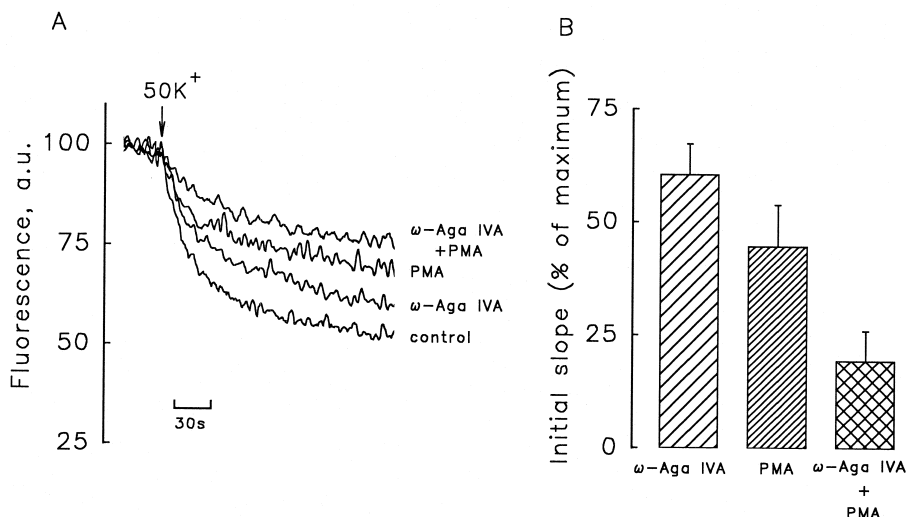 A
50K+
Fluorescence, a.u.
100
75
50
25
ω-Aga IVA
+PMA
PMA
ω-Aga IVA
control
30s
B
Initial slope (% of maximum)
75
50
25
0
ω-Aga IVA
PMA
ω-Aga IVA
+
PMA